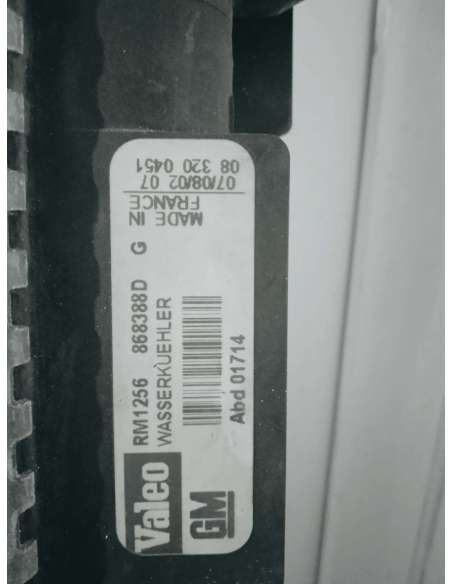 Valeo
RM1256 868388D G
WASSERKUEHLER
GM
Abd 01714
MADE IN
FRANCE
07/08/02 07
08 320 0451